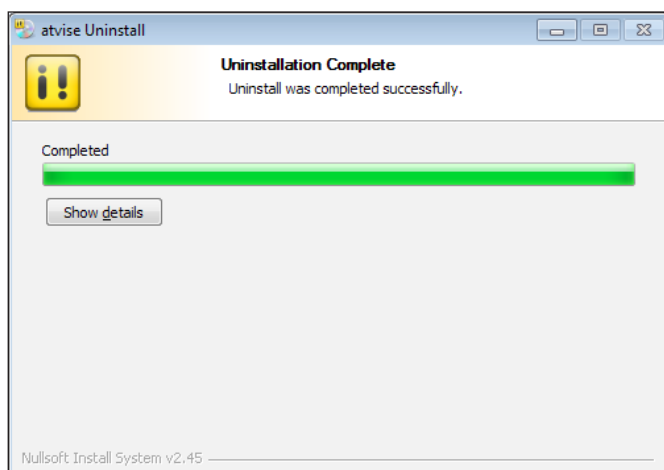 atvise Uninstall
Uninstallation Complete
Uninstall was completed successfully.
Completed
Show details
Nullsoft Install System v2.45